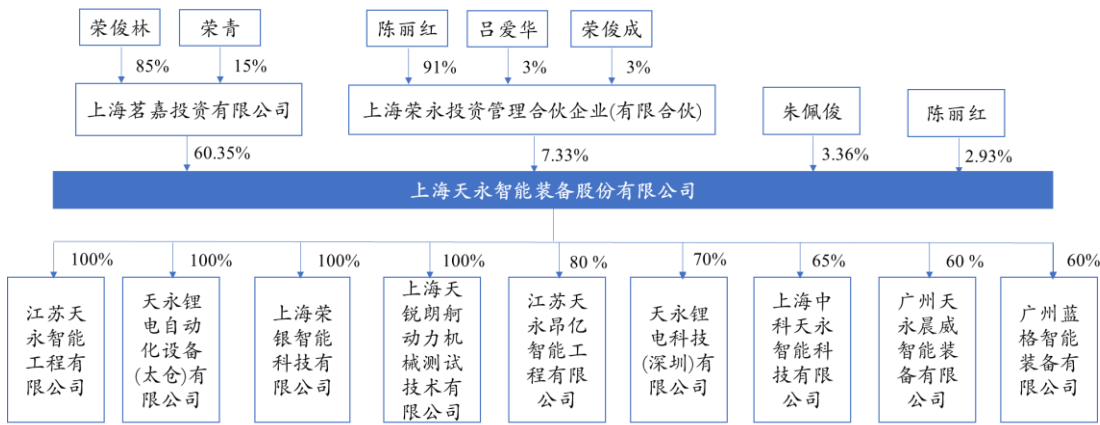 荣俊林
荣青
陈丽红
吕爱华
荣俊成
85%
15%
91%
3%
3%
上海茗嘉投资有限公司
上海荣永投资管理合伙企业(有限合伙)
朱佩俊
陈丽红
60.35%
7.33%
3.36%
2.93%
上海天永智能装备股份有限公司
100%
100%
100%
100%
80 %
70%
65%
60 %
60%
江苏天
永智能
工程有
限公司
天永锂
电自动
化设备
(太仓)有
限公司
上海荣
银智能
科技有
限公司
上海天
锐朗舸
动力机
械测试
技术有
限公司
江苏天
永昂亿
智能工
程有限
公司
天永锂
电科技
(深圳)有
限公司
上海中
科天永
智能科
技有限
公司
广州天
永晨威
智能装
备有限
公司
广州蓝
格智能
装备有
限公司